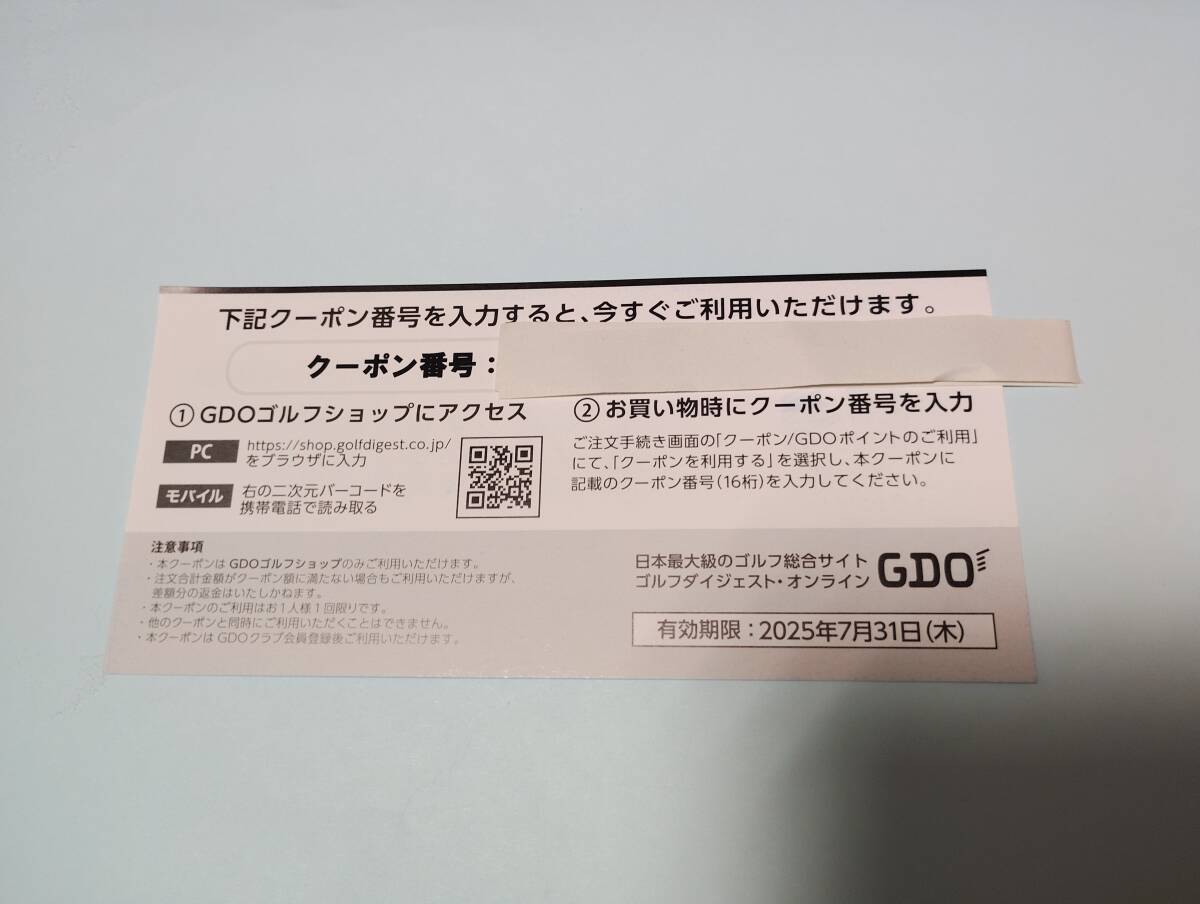 下記クーポン番号を入力すると、今すぐご利用いただけます。
クーポン番号：
①GDOゴルフショップにアクセス
PC
https://shop.golfdigest.co.jp/
をブラウザに入力
モバイル
右の二次元バーコードを
携帯電話で読み取る
②お買い物時にクーポン番号を入力
ご注文手続き画面の「クーポン/GDOポイントのご利用」
にて、「クーポンを利用する」を選択し、本クーポンに
記載のクーポン番号(16桁)を入力してください。
注意事項
・本クーポンは GDOゴルフショップのみご利用いただけます。
・注文合計金額がクーポン額に満たない場合もご利用いただけますが、
差額分の返金はいたしかねます。
・本クーポンのご利用はお1人様1回限りです。
・他のクーポンと同時にご利用いただくことはできません。
・本クーポンは GDOクラブ会員登録後ご利用いただけます。
日本最大級のゴルフ総合サイト
ゴルフダイジェスト・オンライン
GDO
有効期限：2025年7月31日(木)